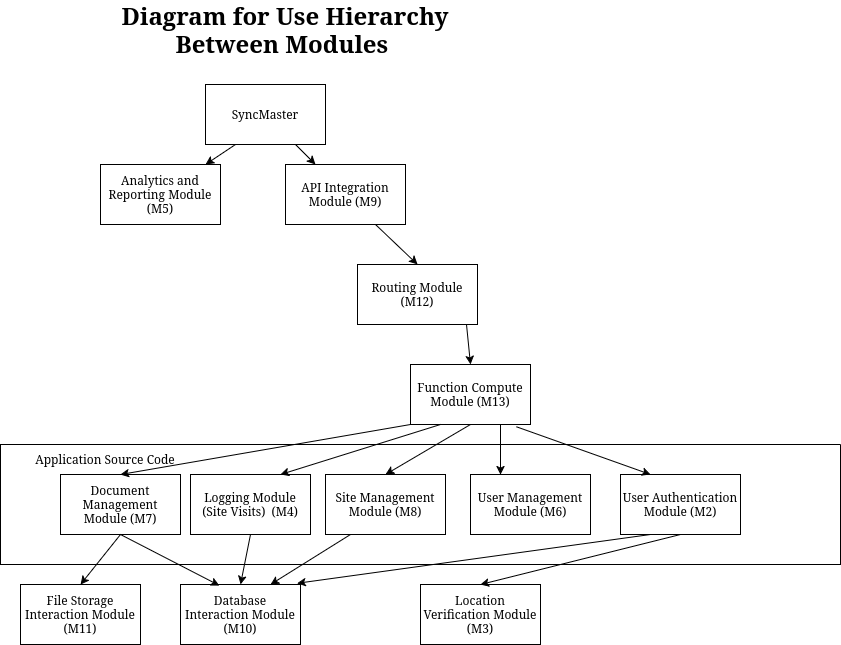 Diagram for Use Hierarchy
Between Modules
SyncMaster
Analytics and
Reporting Module
(M5)
API Integration
Module (M9)
Routing Module
(M12)
Function Compute
Module (M13)
Application Source Code
Document
Management
Module (M7)
Logging Module
(Site Visits) (M4)
Site Management
Module (M8)
User Management
Module (M6)
User Authentication
Module (M2)
File Storage
Interaction Module
(M11)
Database
Interaction Module
(M10)
Location
Verification Module
(M3)